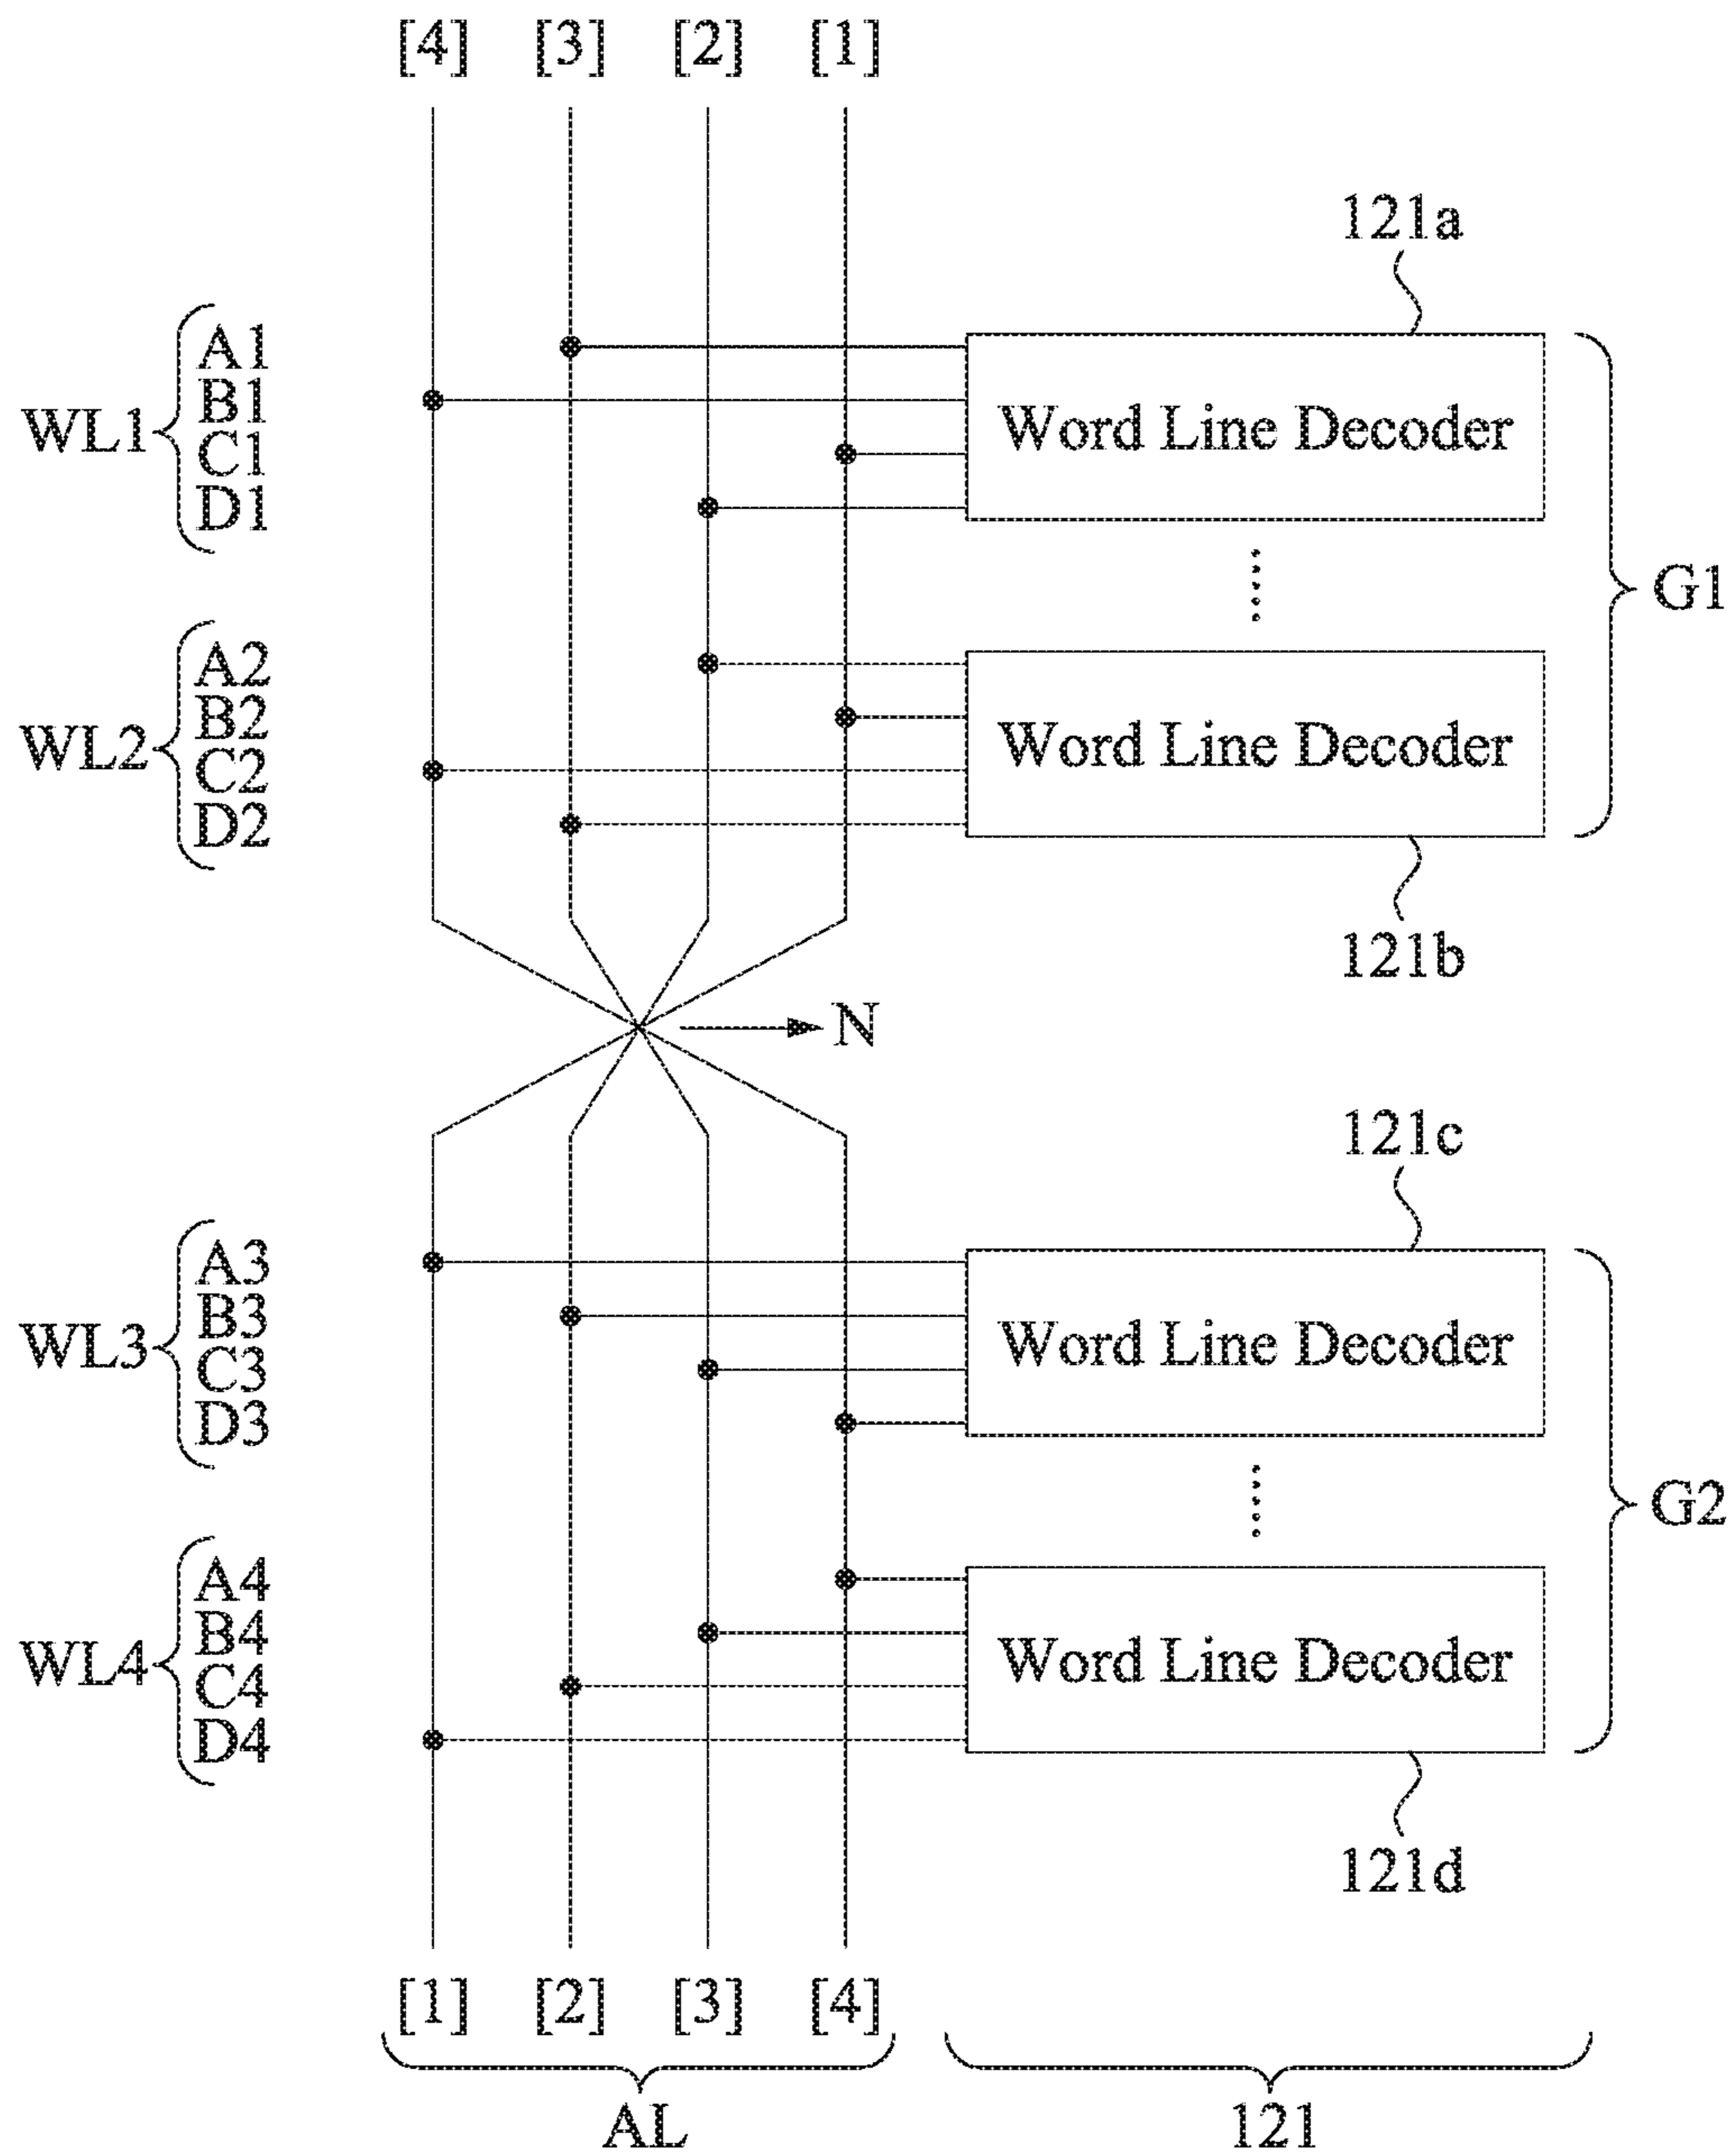 [4] [3] [2] [1]
121a
WL1
A1
B1
C1
D1
Word Line Decoder
G1
WL2
A2
B2
C2
D2
Word Line Decoder
121b
N
121c
WL3
A3
B3
C3
D3
Word Line Decoder
G2
WL4
A4
B4
C4
D4
Word Line Decoder
121d
[1] [2] [3] [4]
AL
121